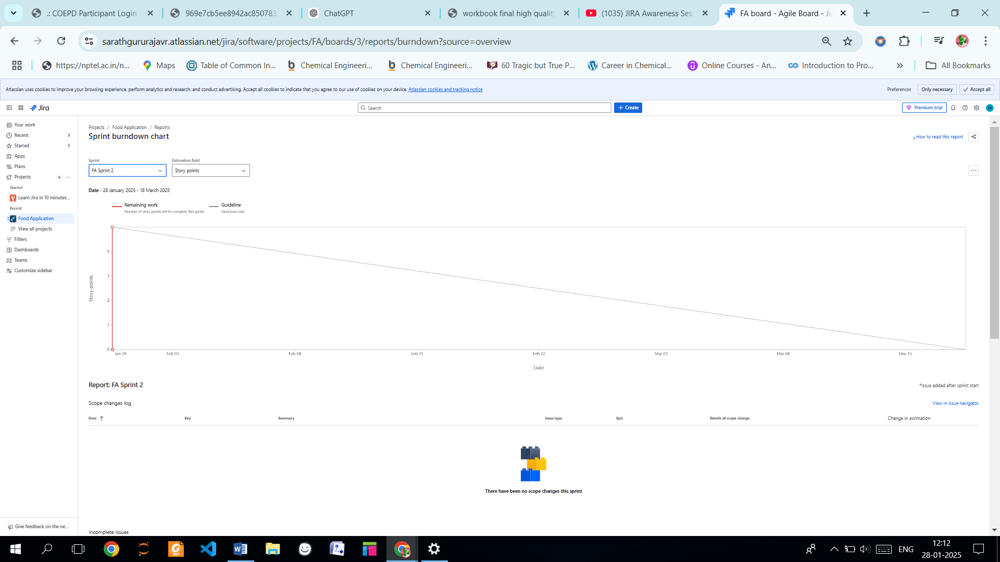 .: COEPD Participant Login
969e7cb5ee8942ac850783
ChatGPT
workbook final high quality
(1035) JIRA Awareness Sess
FA board - Agile Board - Ji
sarathgururajavr.atlassian.net/jira/software/projects/FA/boards/3/reports/burndown?source=overview
https://nptel.ac.in/n...
Maps
Table of Common In...
Chemical Engineeri...
Chemical Engineeri...
60 Tragic but True P...
Career in Chemical...
Online Courses - An...
Introduction to Pro...
All Bookmarks
Atlassian uses cookies to improve your browsing experience, perform analytics and research, and conduct advertising. Accept all cookies to indicate that you agree to our use of cookies on your device. Atlassian cookies and tracking notice
Preferences
Only necessary
Accept all
Jira
Search
Create
Premium trial
Your work
Recent
Starred
Apps
Plans
Projects
Starred
Learn Jira in 10 minutes...
Recent
Food Application
View all projects
Filters
Dashboards
Teams
Customize sidebar
Give feedback on the ne...
Projects / Food Application / Reports
Sprint burndown chart
How to read this report
Sprint
FA Sprint 2
Estimation field
Story points
Date - 28 January 2025 - 18 March 2025
Remaining work
Number of story points left to complete this sprint
Guideline
Ideal burn rate
Story points
4
3
2
1
0
Jan 29
Feb 01
Feb 08
Feb 15
Feb 22
Mar 01
Mar 08
Mar 15
Date
Report: FA Sprint 2
*Issue added after sprint start
Scope changes log
View in issue navigator
Date
Key
Summary
Issue type
Epic
Details of scope change
Change in estimation
There have been no scope changes this sprint
Incomplete issues
PDF
ENG
12:12
28-01-2025